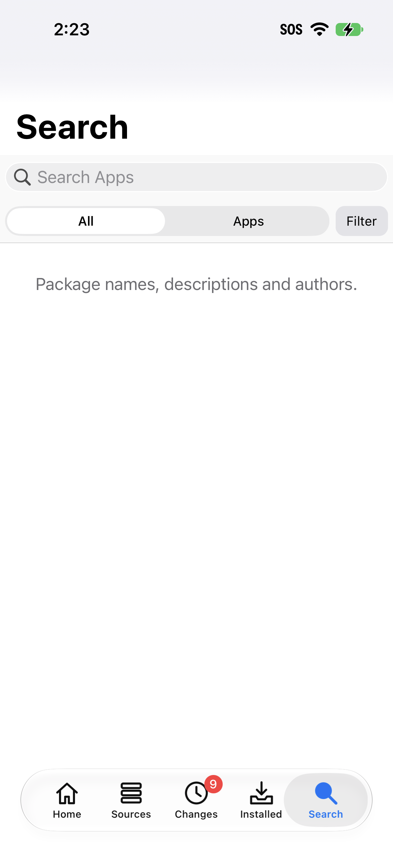 2:23
SOS
Search
Search Apps
All
Apps
Filter
Package names, descriptions and authors.
9
Home
Sources
Changes
Installed
Search